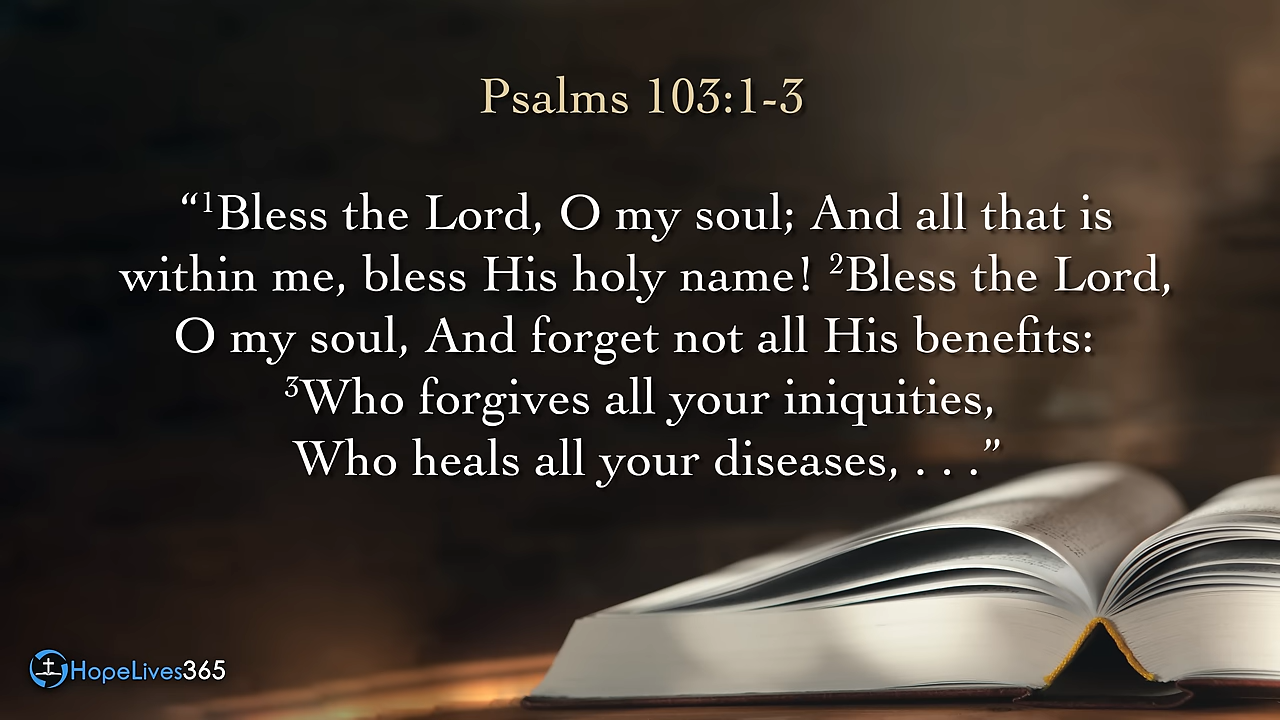 Psalms 103:1-3
“¹Bless the Lord, O my soul; And all that is
within me, bless His holy name! ²Bless the Lord,
O my soul, And forget not all His benefits:
³Who forgives all your iniquities,
Who heals all your diseases, . . .”
HopeLives365